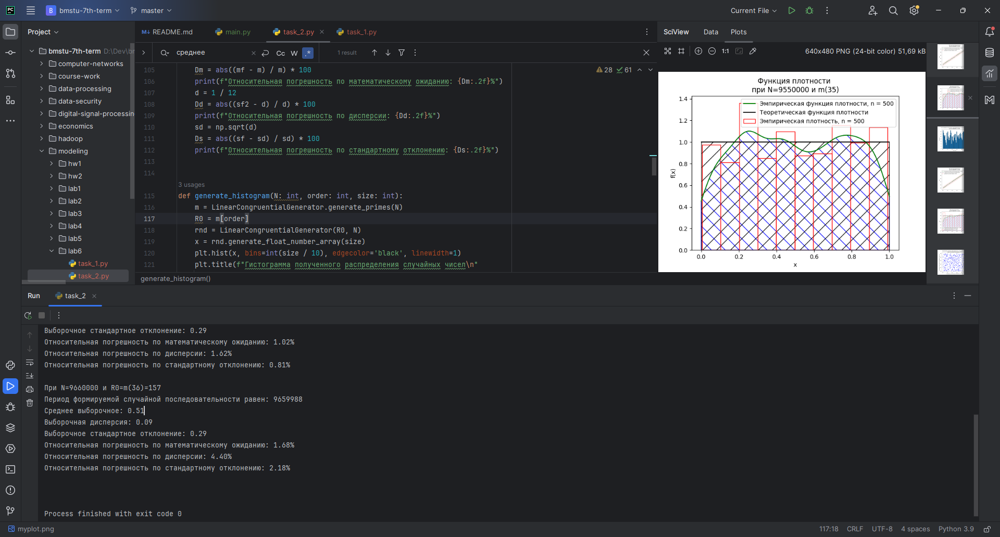 PC
B bmstu-7th-term
master
Current File
Project
README.md
main.py
task_2.py
task_1.py
SciView
Data
Plots
bmstu-7th-term D:\Dev\bm
computer-networks
course-work
data-processing
data-security
digital-signal-processin
economics
hadoop
modeling
hw1
hw2
lab1
lab2
lab3
lab4
lab5
lab6
task_1.py
task_2.py
среднее
Cc
W
.*
1 result
28
61
105 Dm = abs((mf - m) / m) * 100
106 print(f"Относительная погрешность по математическому ожиданию: {Dm:.2f}%")
107 d = 1 / 12
108 Dd = abs((sf2 - d) / d) * 100
109 print(f"Относительная погрешность по дисперсии: {Dd:.2f}%")
110 sd = np.sqrt(d)
111 Ds = abs((sf - sd) / sd) * 100
112 print(f"Относительная погрешность по стандартному отклонению: {Ds:.2f}%")
113
114
3 usages
115 def generate_histogram(N: int, order: int, size: int):
116 m = LinearCongruentialGenerator.generate_primes(N)
117 R0 = m[order]
118 rnd = LinearCongruentialGenerator(R0, N)
119 x = rnd.generate_float_number_array(size)
120 plt.hist(x, bins=int(size / 10), edgecolor='black', linewidth=1)
121 plt.title(f"Гистограмма полученного распределения случайных чисел\n"
generate_histogram()
1:1
640x480 PNG (24-bit color) 51,69 kB
Функция плотности
при N=9550000 и m(35)
Эмпирическая функция плотности, n = 500
Теоретическая функция плотности
Эмпирическая плотность, n = 500
f(x)
1.4
1.2
1.0
0.8
0.6
0.4
0.2
0.0
0.0 0.2 0.4 0.6 0.8 1.0
x
Run
task_2
Выборочное стандартное отклонение: 0.29
Относительная погрешность по математическому ожиданию: 1.02%
Относительная погрешность по дисперсии: 1.62%
Относительная погрешность по стандартному отклонению: 0.81%
При N=9660000 и R0=m(36)=157
Период формируемой случайной последовательности равен: 9659988
Среднее выборочное: 0.51
Выборочная дисперсия: 0.09
Выборочное стандартное отклонение: 0.29
Относительная погрешность по математическому ожиданию: 1.68%
Относительная погрешность по дисперсии: 4.40%
Относительная погрешность по стандартному отклонению: 2.18%
Process finished with exit code 0
myplot.png
117:18
CRLF
UTF-8
4 spaces
Python 3.9